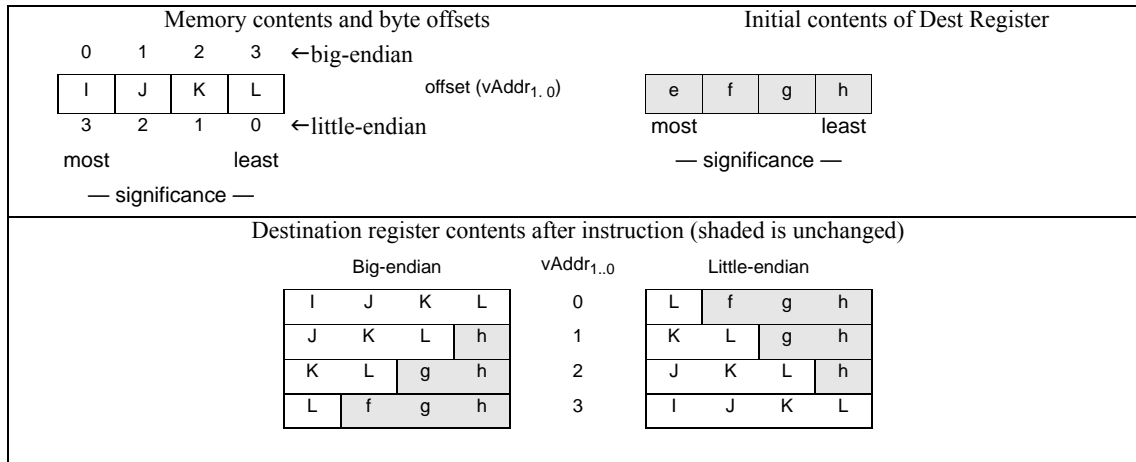 Memory contents and byte offsets Initial contents of Dest Register
0 1 2 3 ←big-endian
I J K L offset (vAddr1. 0) e f g h
3 2 1 0 ←little-endian most least
most least — significance —
— significance —
Destination register contents after instruction (shaded is unchanged)
Big-endian vAddr1..0 Little-endian
I J K L 0 L f g h
J K L h 1 K L g h
K L g h 2 J K L h
L f g h 3 I J K L